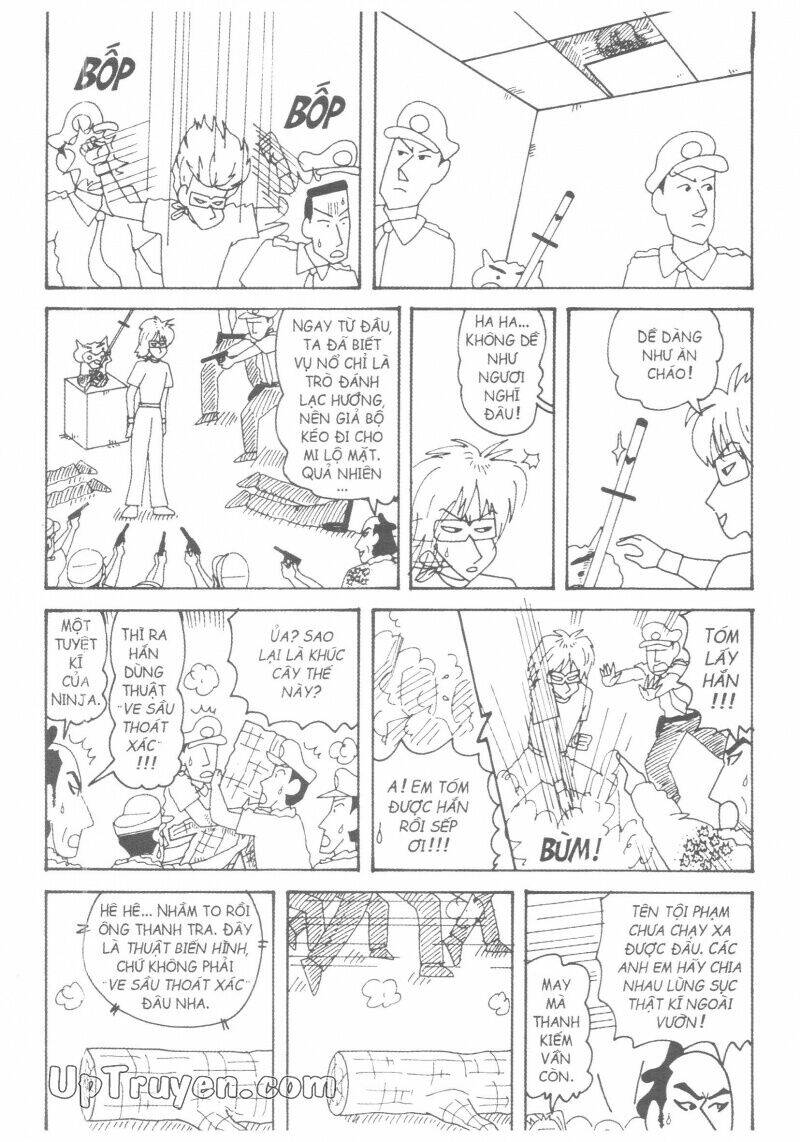 BỐP
BỐP
DỄ DÀNG
NHƯ ĂN
CHÁO!
HA HA...
KHÔNG DỄ
NHƯ
NGƯƠI
NGHĨ
ĐÂU!
NGAY TỪ ĐẦU,
TA ĐÃ BIẾT
VỤ NỔ CHỈ LÀ
TRÒ ĐÁNH
LẠC HƯỚNG,
NÊN GIẢ BỘ
KÉO ĐI CHO
MI LỘ MẶT.
QUẢ NHIÊN
...
TÓM
LẤY
HẮN
!!!
BÙM!
A! EM TÓM
ĐƯỢC HẮN
RỒI SẾP
ƠI!!!
ỦA? SAO
LẠI LÀ KHÚC
CÂY THẾ
NÀY?
THÌ RA
HẮN
DÙNG
THUẬT
"VE SẦU
THOÁT
XÁC"
!!!
MỘT
TUYỆT
KĨ
CỦA
NINJA.
TÊN TỘI PHẠM
CHƯA CHẠY XA
ĐƯỢC ĐÂU. CÁC
ANH EM HÃY CHIA
NHAU LÙNG SỤC
THẬT KĨ NGOÀI
VƯỜN!
MAY
MÀ
THANH
KIẾM
VẪN
CÒN.
HÊ HÊ... NHẦM TO RỒI
ÔNG THANH TRA. ĐÂY
LÀ THUẬT BIẾN HÌNH,
CHỨ KHÔNG PHẢI
"VE SẦU THOÁT XÁC"
ĐÂU NHA.
UpTruyen.com